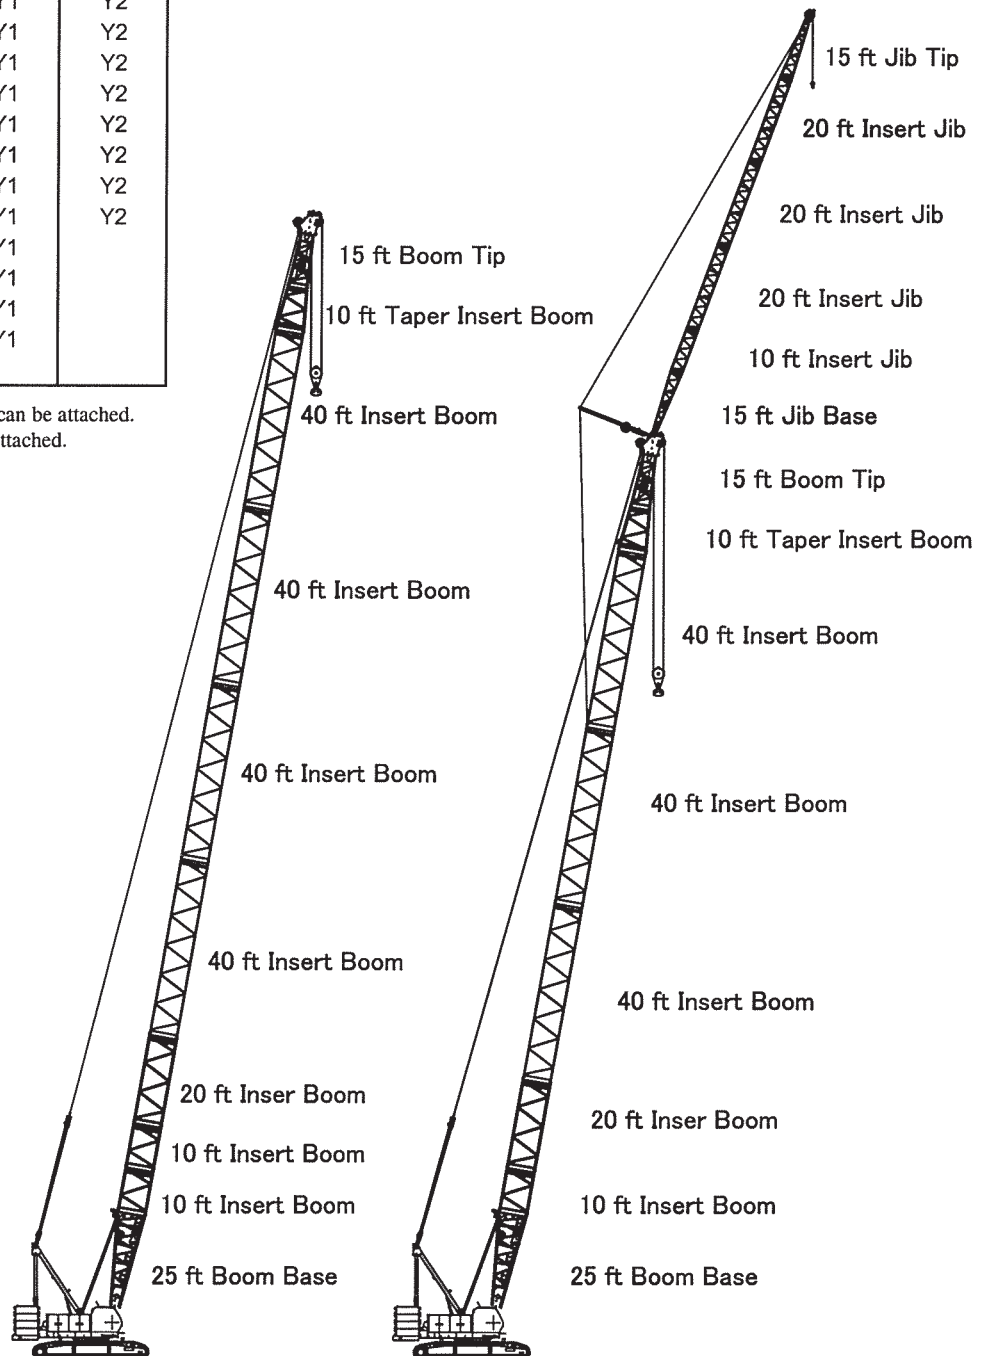 Y1 Y2
Y1 Y2
Y1 Y2
Y1 Y2
Y1 Y2
Y1 Y2
Y1 Y2
Y1 Y2
Y1
Y1
Y1
Y1
can be attached.
ttached.
15 ft Boom Tip
10 ft Taper Insert Boom
40 ft Insert Boom
40 ft Insert Boom
40 ft Insert Boom
40 ft Insert Boom
20 ft Inser Boom
10 ft Insert Boom
10 ft Insert Boom
25 ft Boom Base
15 ft Jib Tip
20 ft Insert Jib
20 ft Insert Jib
20 ft Insert Jib
10 ft Insert Jib
15 ft Jib Base
15 ft Boom Tip
10 ft Taper Insert Boom
40 ft Insert Boom
40 ft Insert Boom
40 ft Insert Boom
20 ft Inser Boom
10 ft Insert Boom
25 ft Boom Base